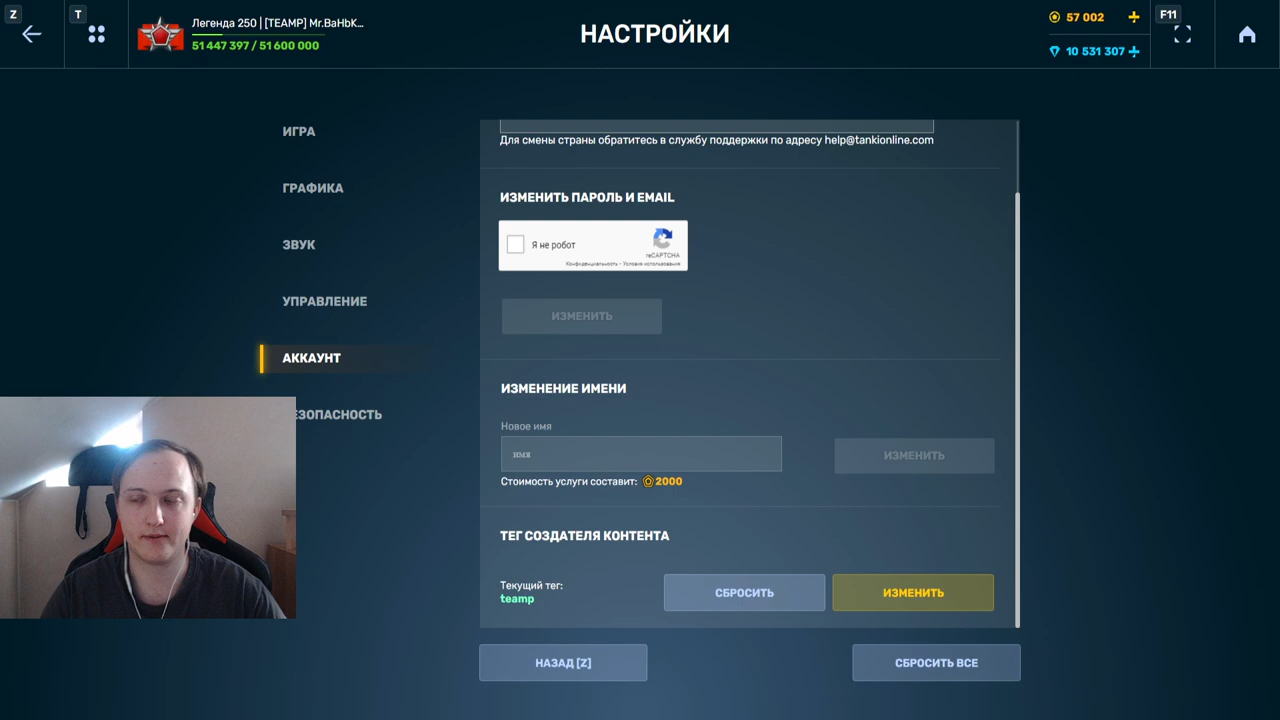 Z
T
Легенда 250 | [TEAMP] Mr.BaHbK...
51 447 397 / 51 600 000
НАСТРОЙКИ
57 002
10 531 307
F11
ИГРА
ГРАФИКА
ЗВУК
УПРАВЛЕНИЕ
АККАУНТ
ЕЗОПАСНОСТЬ
Для смены страны обратитесь в службу поддержки по адресу help@tankionline.com
ИЗМЕНИТЬ ПАРОЛЬ И EMAIL
Я не робот
reCAPTCHA
Конфиденциальность - Условия использования
ИЗМЕНИТЬ
ИЗМЕНЕНИЕ ИМЕНИ
Новое имя
имя
ИЗМЕНИТЬ
Стоимость услуги составит: 2000
ТЕГ СОЗДАТЕЛЯ КОНТЕНТА
Текущий тег:
teamp
СБРОСИТЬ
ИЗМЕНИТЬ
НАЗАД [Z]
СБРОСИТЬ ВСЕ